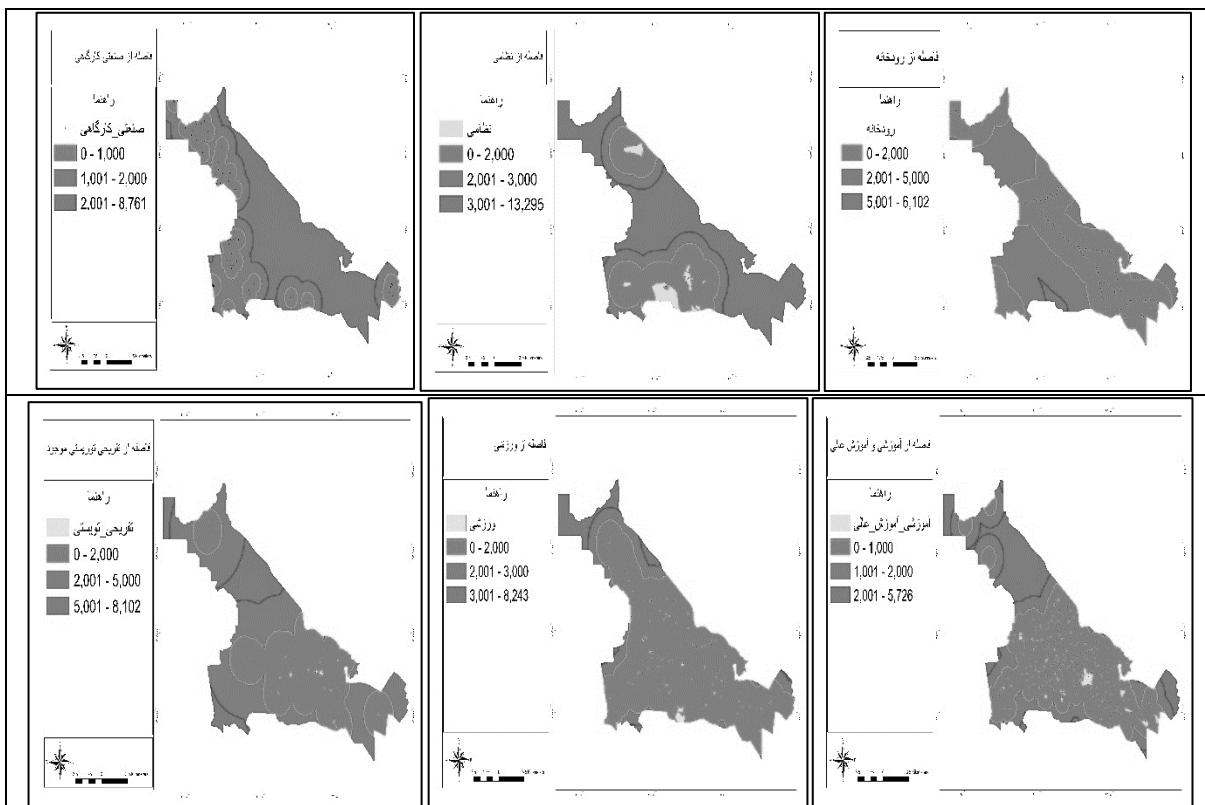 فاصله از صنعتی کارگاهی
راهنما
صنعتی_کارگاهی
0 - 1,000
1,001 - 2,000
2,001 - 8,761
فاصله از نظامی
راهنما
نظامی
0 - 2,000
2,001 - 3,000
3,001 - 13,295
فاصله از رودخانه
راهنما
رودخانه
0 - 2,000
2,001 - 5,000
5,001 - 6,102
فاصله از تفریحی توریستی موجود
راهنما
تفریحی_تویستی
0 - 2,000
2,001 - 5,000
5,001 - 8,102
فاصله از ورزشی
راهنما
ورزشی
0 - 2,000
2,001 - 3,000
3,001 - 8,243
فاصله از آموزشی و آموزش عالی
راهنما
آموزشی_آموزش_عالی
0 - 1,000
1,001 - 2,000
2,001 - 5,726